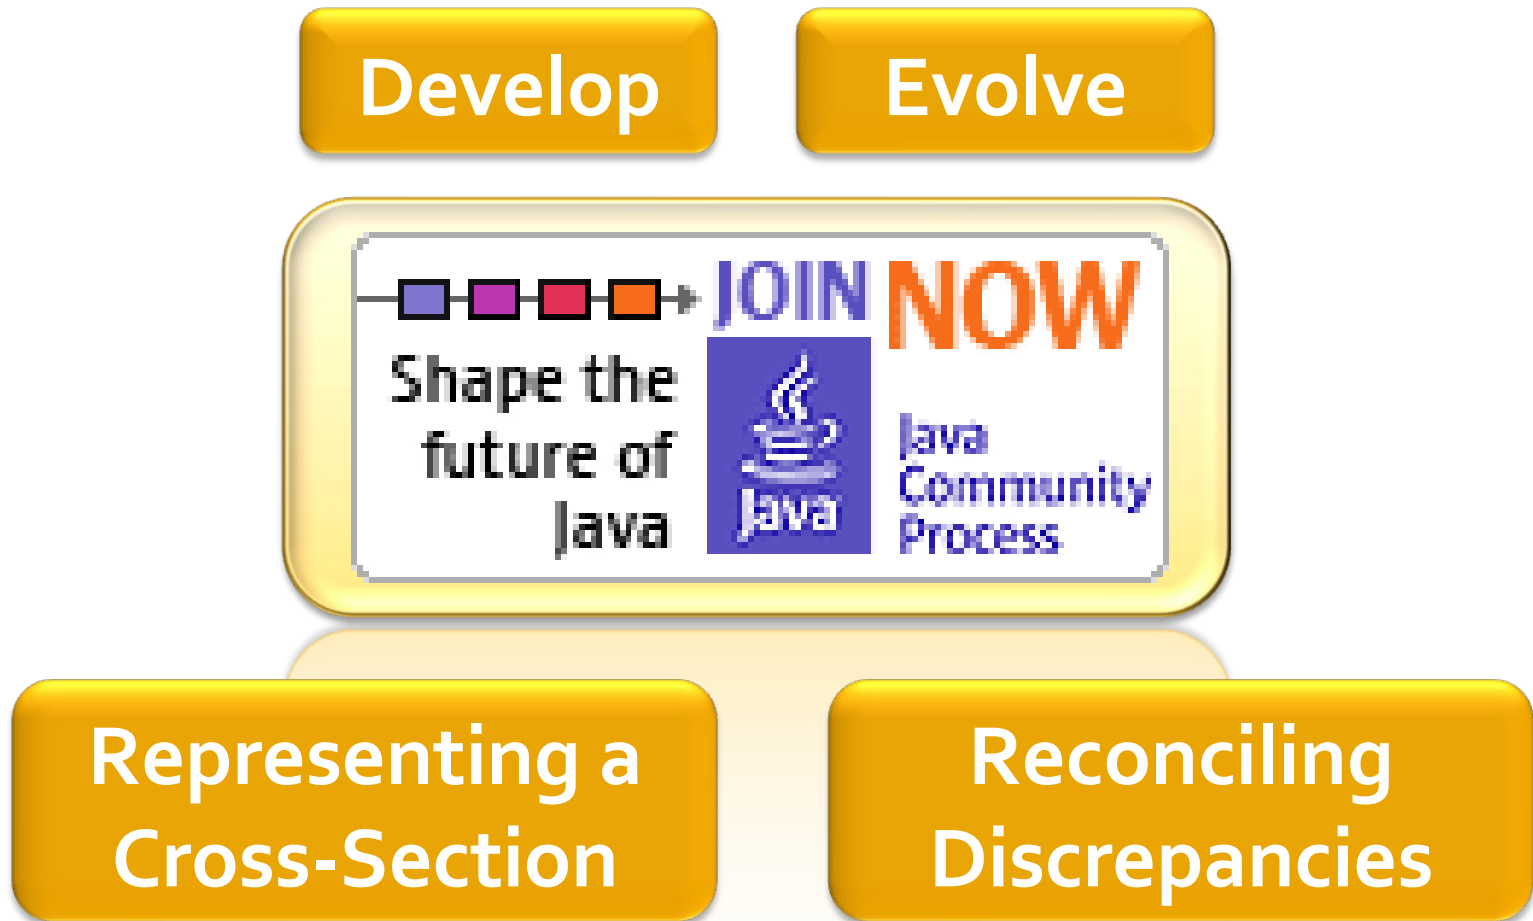 Develop
Evolve
JOIN NOW
Shape the
future of
Java
Java
Java
Community
Process
Representing a
Cross-Section
Reconciling
Discrepancies